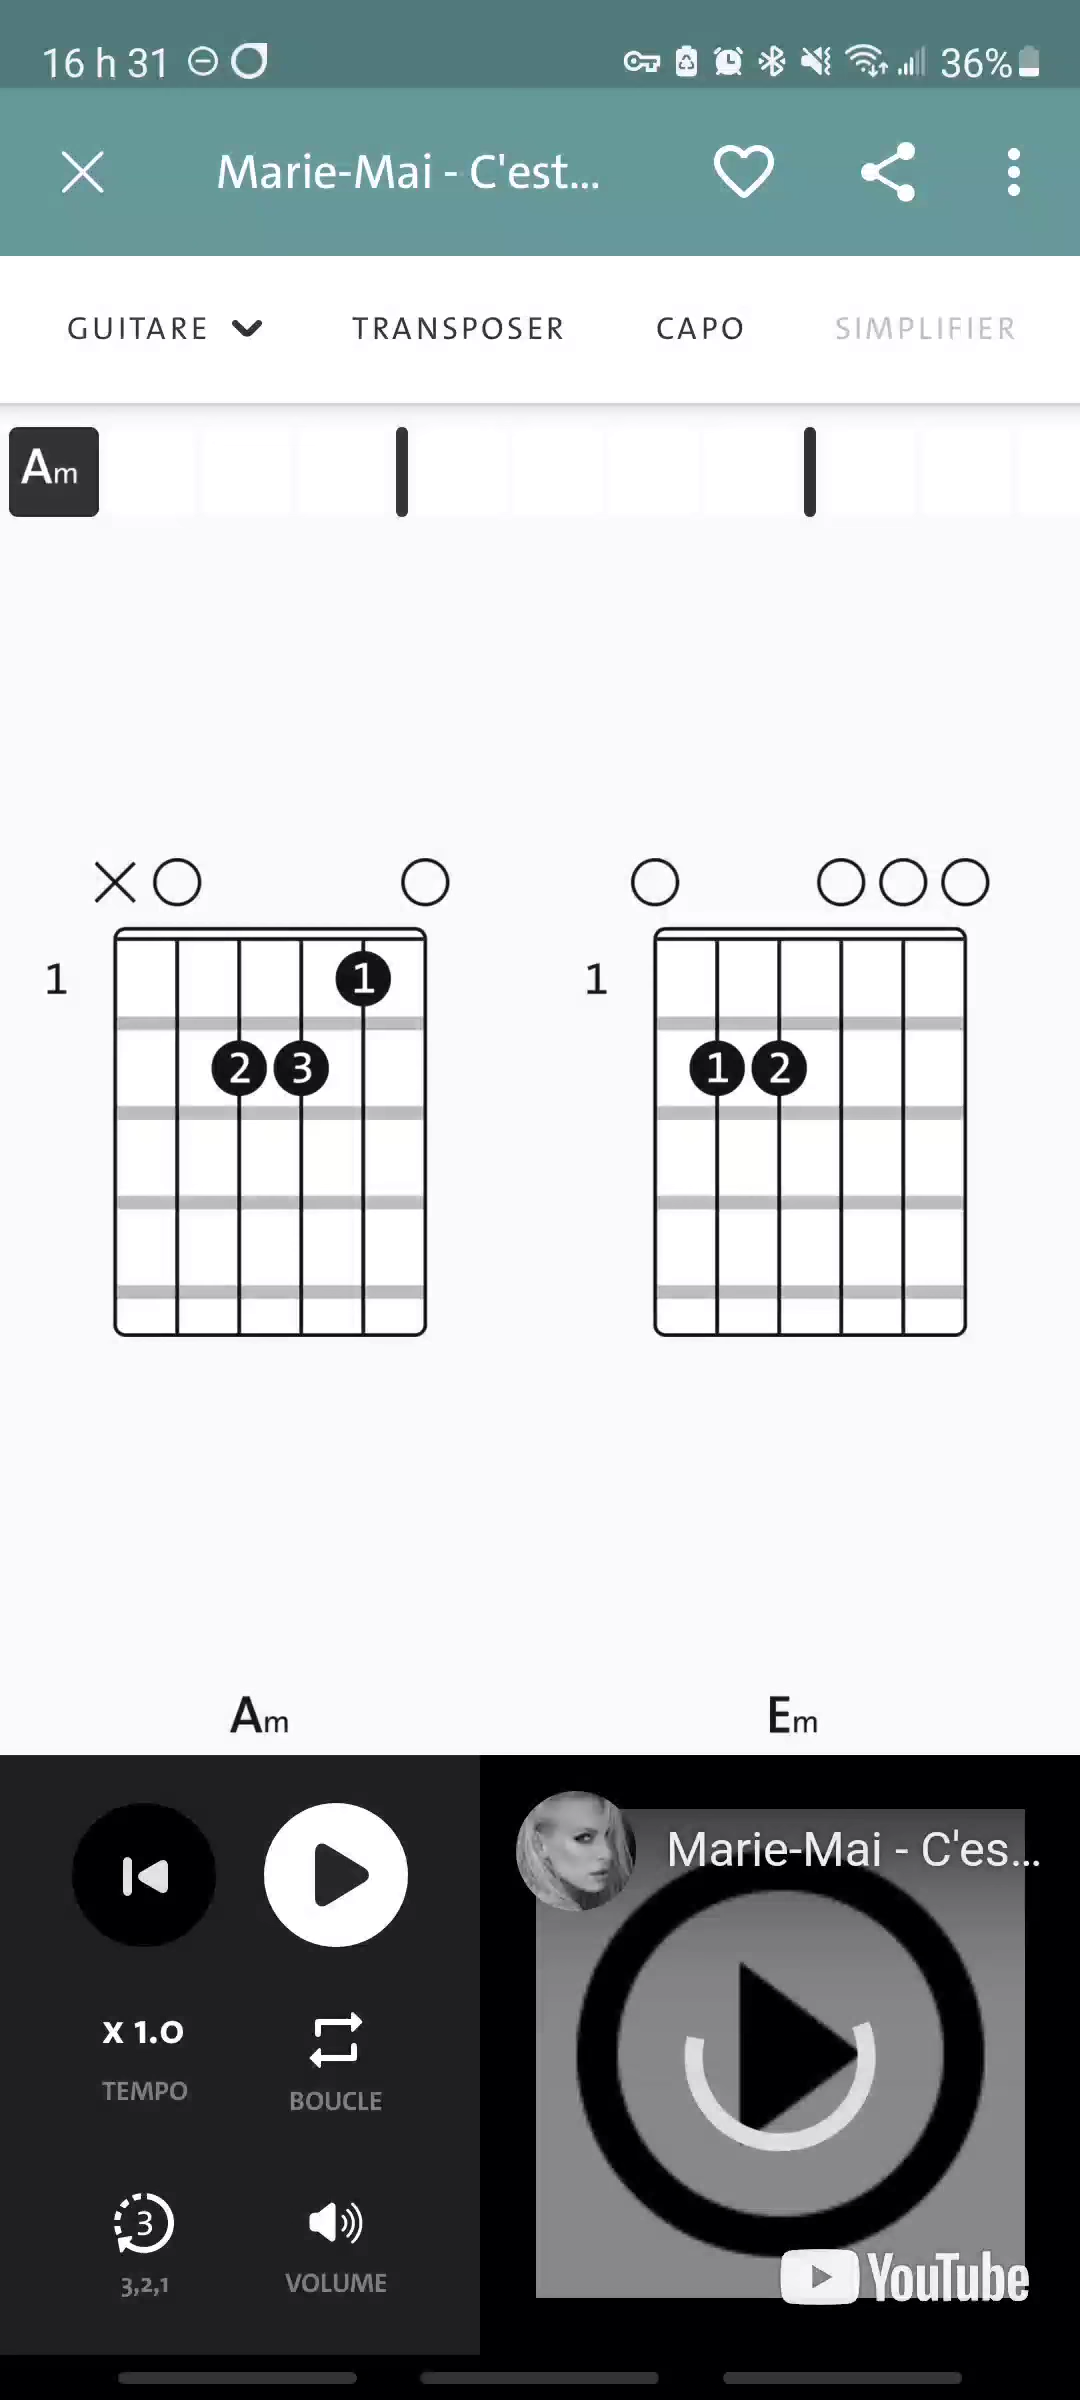 16 h 31 36%
Marie-Mai - C'est...
GUITARE TRANSPOSER CAPO SIMPLIFIER
Am
1 1 1
2 3 1 2
Am Em
Marie-Mai - C'es...
x 1.0
TEMPO BOUCLE
3
3,2,1 VOLUME
YouTube